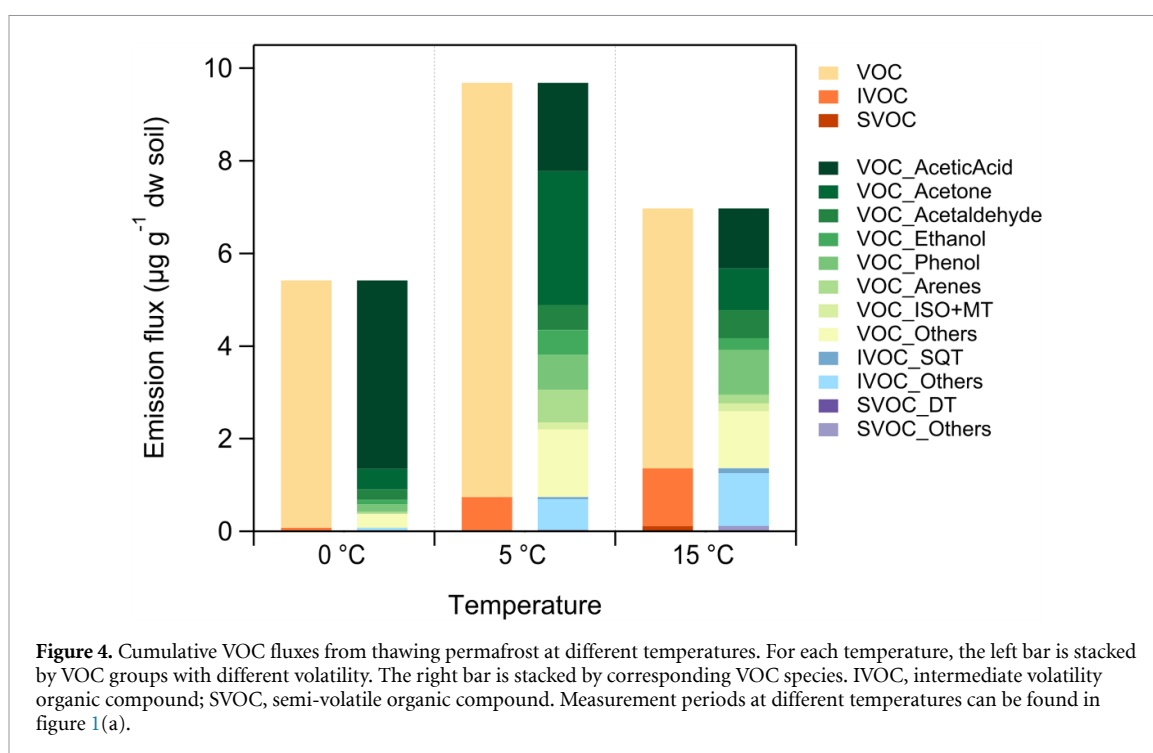 10
8
6
4
2
0
Emission flux (µg g⁻¹ dw soil)
0 °C
5 °C
15 °C
Temperature
VOC
IVOC
SVOC
VOC_AceticAcid
VOC_Acetone
VOC_Acetaldehyde
VOC_Ethanol
VOC_Phenol
VOC_Arenes
VOC_ISO+MT
VOC_Others
IVOC_SQT
IVOC_Others
SVOC_DT
SVOC_Others
Figure 4. Cumulative VOC fluxes from thawing permafrost at different temperatures. For each temperature, the left bar is stacked
by VOC groups with different volatility. The right bar is stacked by corresponding VOC species. IVOC, intermediate volatility
organic compound; SVOC, semi-volatile organic compound. Measurement periods at different temperatures can be found in
figure 1(a).